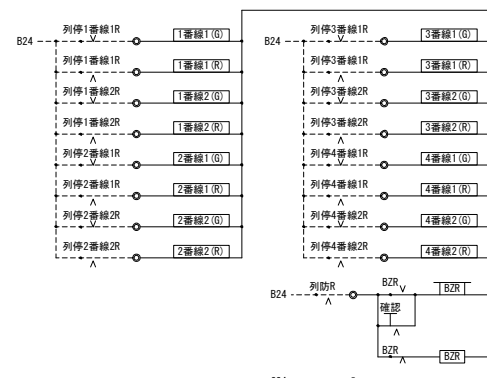 列停1番線1R
B24
1番線1(G)
列停1番線1R
1番線1(R)
列停1番線2R
1番線2(G)
列停1番線2R
1番線2(R)
列停2番線1R
2番線1(G)
列停2番線1R
2番線1(R)
列停2番線2R
2番線2(G)
列停2番線2R
2番線2(R)
列停3番線1R
B24
3番線1(G)
列停3番線1R
3番線1(R)
列停3番線2R
3番線2(G)
列停3番線2R
3番線2(R)
列停4番線1R
4番線1(G)
列停4番線1R
4番線1(R)
列停4番線2R
4番線2(G)
列停4番線2R
4番線2(R)
列防R
B24
BZR
BZR
確認
BZR
BZR